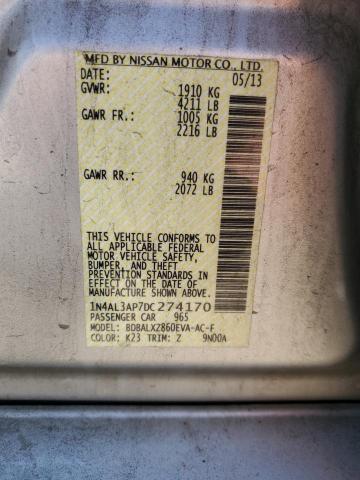 MFD BY NISSAN MOTOR CO., LTD.
DATE: 05/13
GVWR: 1910 KG
4211 LB
GAWR FR.: 1005 KG
2216 LB
GAWR RR.: 940 KG
2072 LB
THIS VEHICLE CONFORMS TO
ALL APPLICABLE FEDERAL
MOTOR VEHICLE SAFETY,
BUMPER, AND THEFT
PREVENTION STANDARDS IN
EFFECT ON THE DATE OF
MANUFACTURE SHOWN ABOVE.
1N4AL3AP7DC274170
PASSENGER CAR 965
MODEL: BDBALXZ860EVA-AC-F
COLOR: K23 TRIM: Z 9N00A